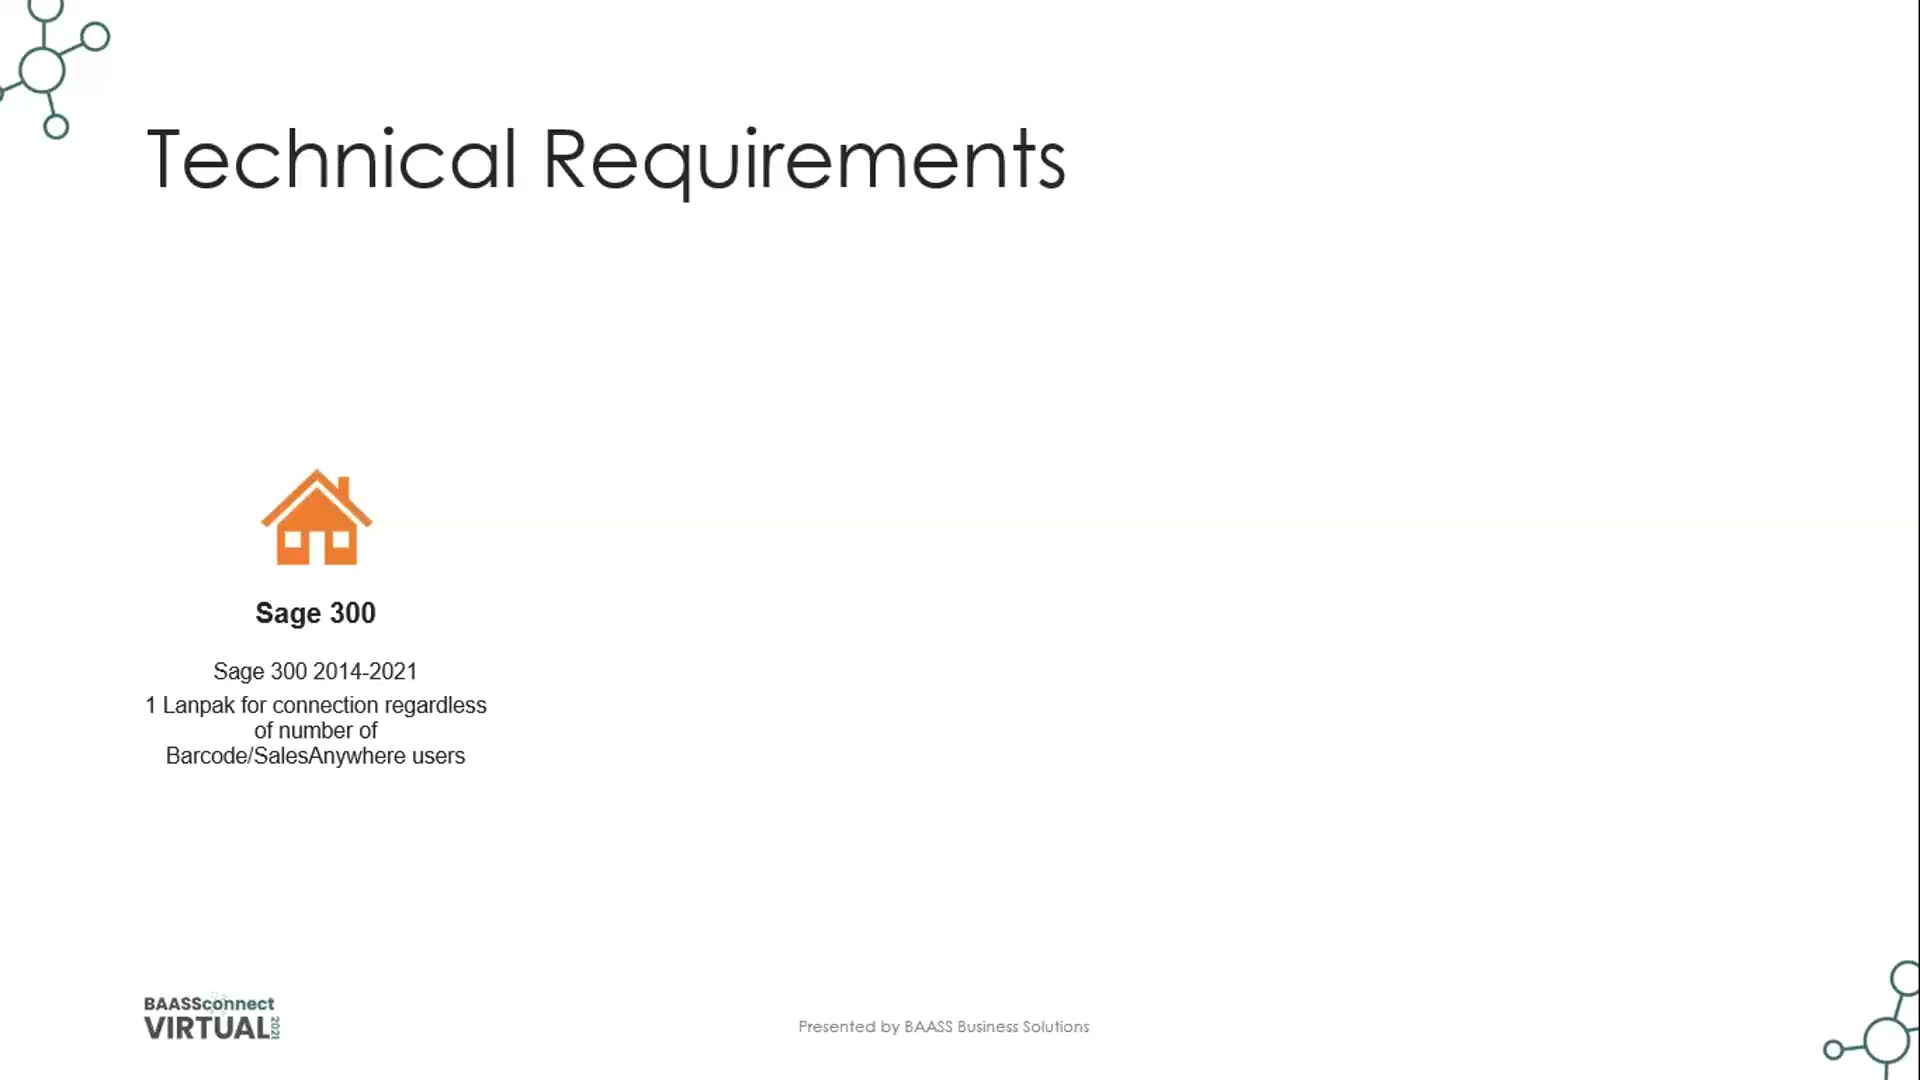 Technical Requirements
Sage 300
Sage 300 2014-2021
1 Lanpak for connection regardless
of number of
Barcode/SalesAnywhere users
BAASSconnect
VIRTUAL 2021
Presented by BAASS Business Solutions